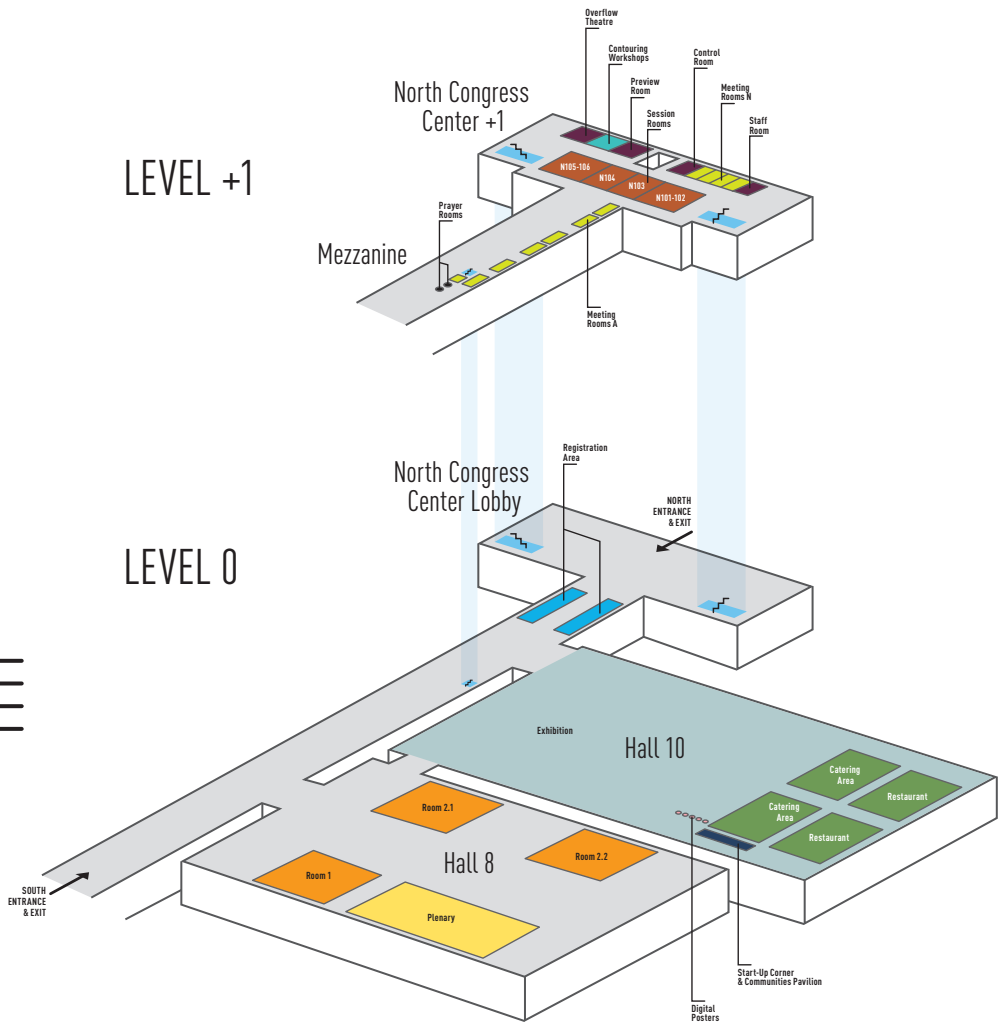 Overflow
Theatre
Contouring
Workshops
Control
Room
Preview
Room
Meeting
Rooms N
North Congress
Center +1
Session
Rooms
Staff
Room
LEVEL +1
N105-106
N104
N103
N101-102
Prayer
Rooms
Mezzanine
Meeting
Rooms A
Registration
Area
North Congress
Center Lobby
NORTH
ENTRANCE
& EXIT
LEVEL 0
Exhibition
Hall 10
Catering
Area
Restaurant
Catering
Area
Restaurant
Room 2.1
Room 2.2
Hall 8
Room 1
Plenary
SOUTH
ENTRANCE
& EXIT
Start-Up Corner
& Communities Pavilion
Digital
Posters